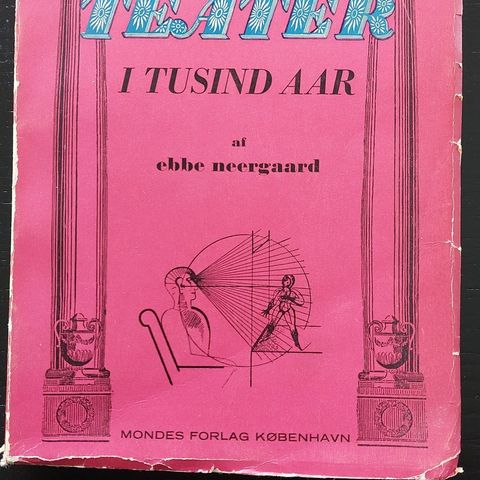 TEATER
I TUSIND AAR
af
ebbe neergaard
MONDES FORLAG KØBENHAVN